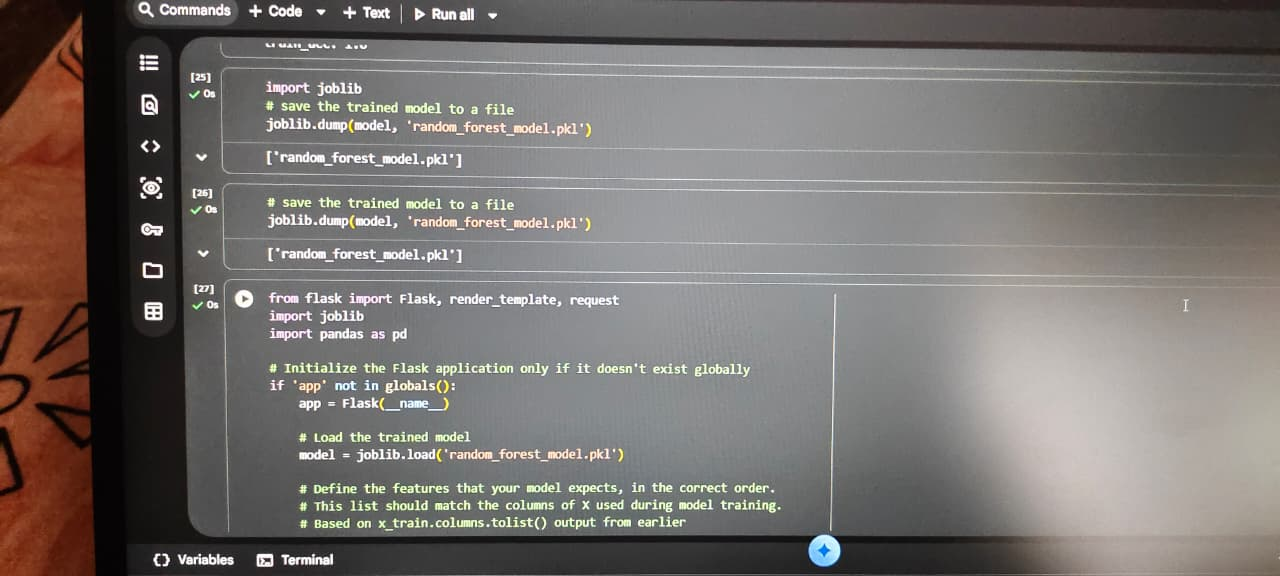 Commands + Code + Text Run all
train_acc: 1.0
[25]
0s
import joblib
# save the trained model to a file
joblib.dump(model, 'random_forest_model.pkl')
['random_forest_model.pkl']
[26]
0s
# save the trained model to a file
joblib.dump(model, 'random_forest_model.pkl')
['random_forest_model.pkl']
[27]
0s
from flask import Flask, render_template, request
import joblib
import pandas as pd
# Initialize the Flask application only if it doesn't exist globally
if 'app' not in globals():
app = Flask(__name__)
# Load the trained model
model = joblib.load('random_forest_model.pkl')
# Define the features that your model expects, in the correct order.
# This list should match the columns of X used during model training.
# Based on x_train.columns.tolist() output from earlier
{} Variables Terminal